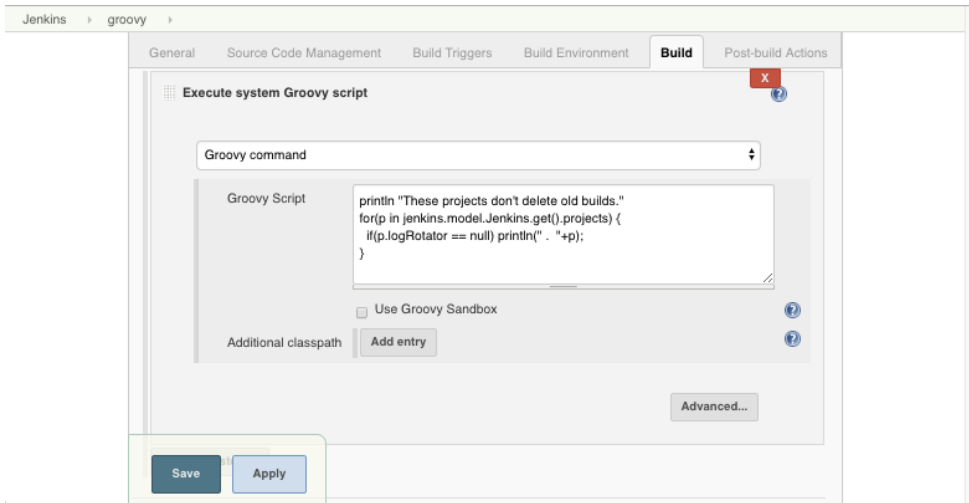 Jenkins groovy
General Source Code Management Build Triggers Build Environment Build Post-build Actions
X
Execute system Groovy script
Groovy command
Groovy Script
println "These projects don't delete old builds."
for(p in jenkins.model.Jenkins.get().projects) {
if(p.logRotator == null) println(" .  "+p);
}
Use Groovy Sandbox
Additional classpath Add entry
Advanced...
Save Apply